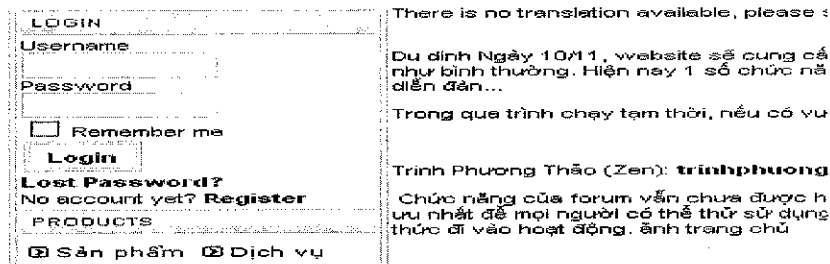 LOGIN
Username
Password
Remember me
Login
Lost Password?
No account yet? Register
PRODUCTS
Sản phẩm Dịch vụ
There is no translation available, please
Dự dinh Ngày 10/11, website sẽ cung cấ
như bình thường. Hiện nay 1 số chức nă
diễn đàn...
Trong qua trình chạy tạm thời, nếu có vu
Trinh Phương Thảo (Zen): trinhphuong
Chức năng của forum vẫn chưa được h
ưu nhất để mọi người có thể thử sử dụng
thức đi vào hoạt động. ảnh trang chủ